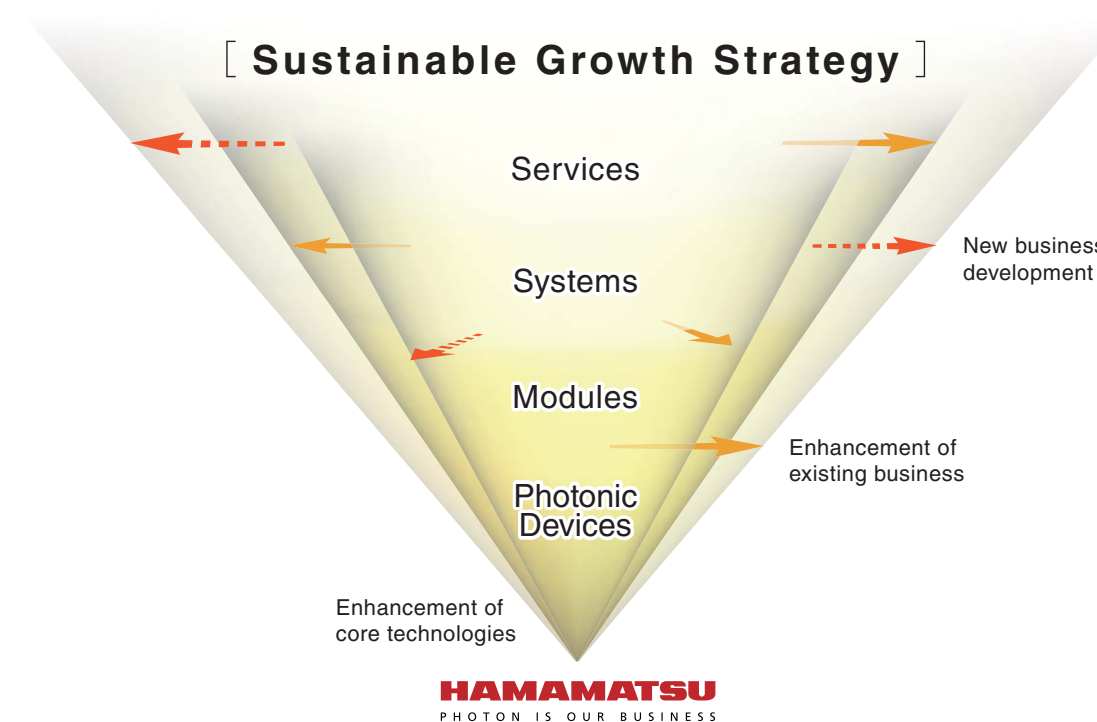 [ Sustainable Growth Strategy ]
Services
New business
development
Systems
Modules
Enhancement of
existing business
Photonic
Devices
Enhancement of
core technologies
HAMAMATSU
PHOTON IS OUR BUSINESS